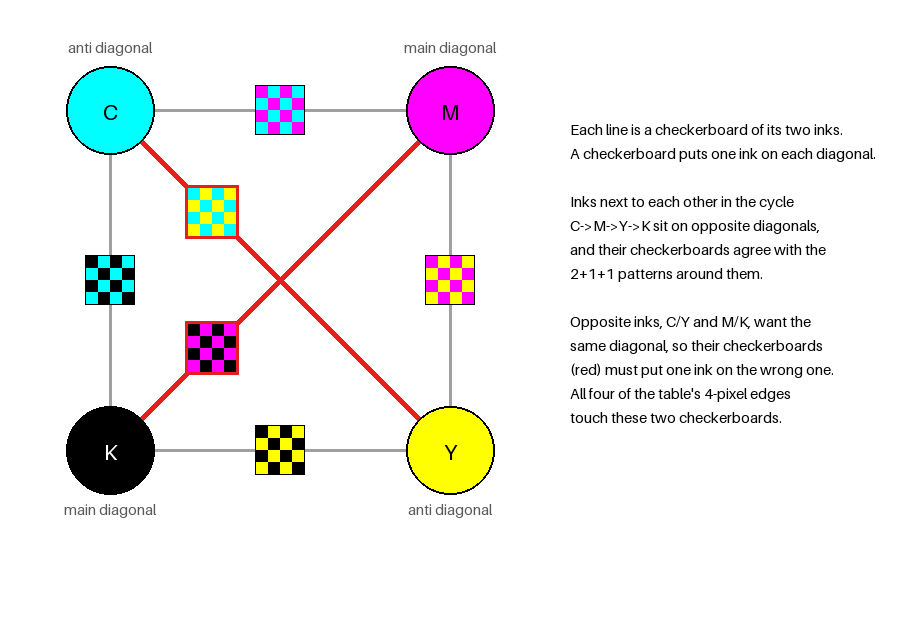 anti diagonal
main diagonal
C
M
K
Y
main diagonal
anti diagonal
Each line is a checkerboard of its two inks.
A checkerboard puts one ink on each diagonal.
Inks next to each other in the cycle
C->M->Y->K sit on opposite diagonals,
and their checkerboards agree with the
2+1+1 patterns around them.
Opposite inks, C/Y and M/K, want the
same diagonal, so their checkerboards
(red) must put one ink on the wrong one.
All four of the table's 4-pixel edges
touch these two checkerboards.